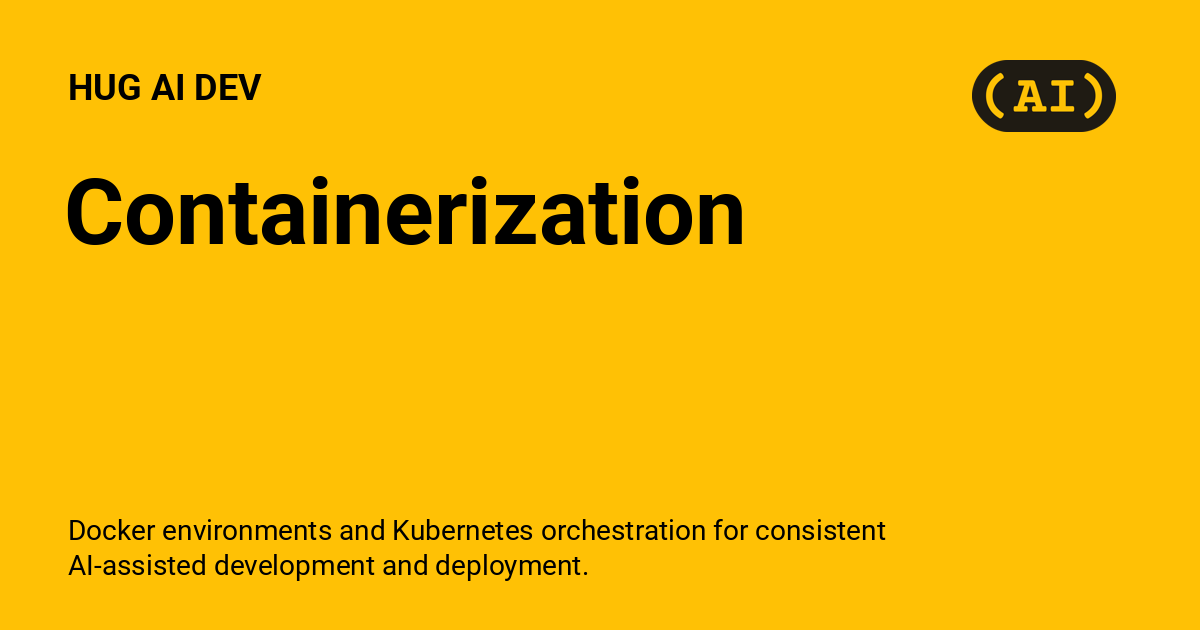 HUG AI DEV
(AI)
Containerization
Docker environments and Kubernetes orchestration for consistent
AI-assisted development and deployment.